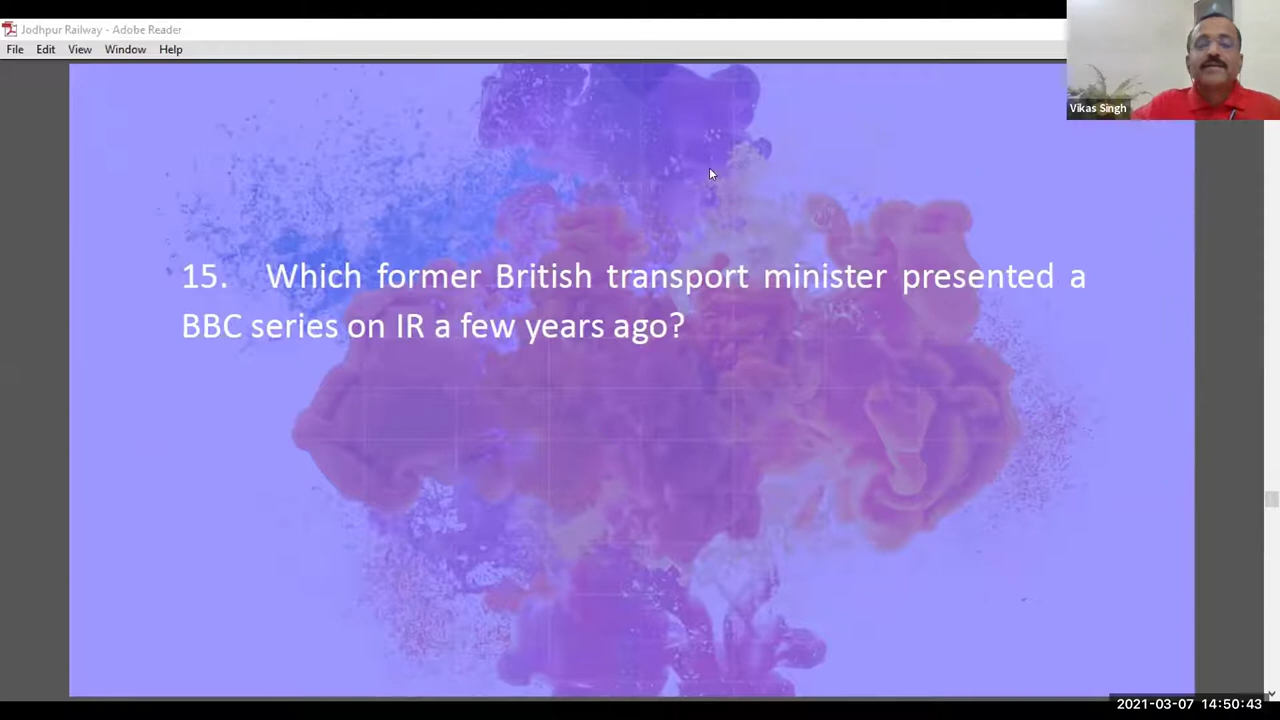 Jodhpur Railway - Adobe Reader
File Edit View Window Help
Vikas Singh
15. Which former British transport minister presented a
BBC series on IR a few years ago?
2021-03-07 14:50:43